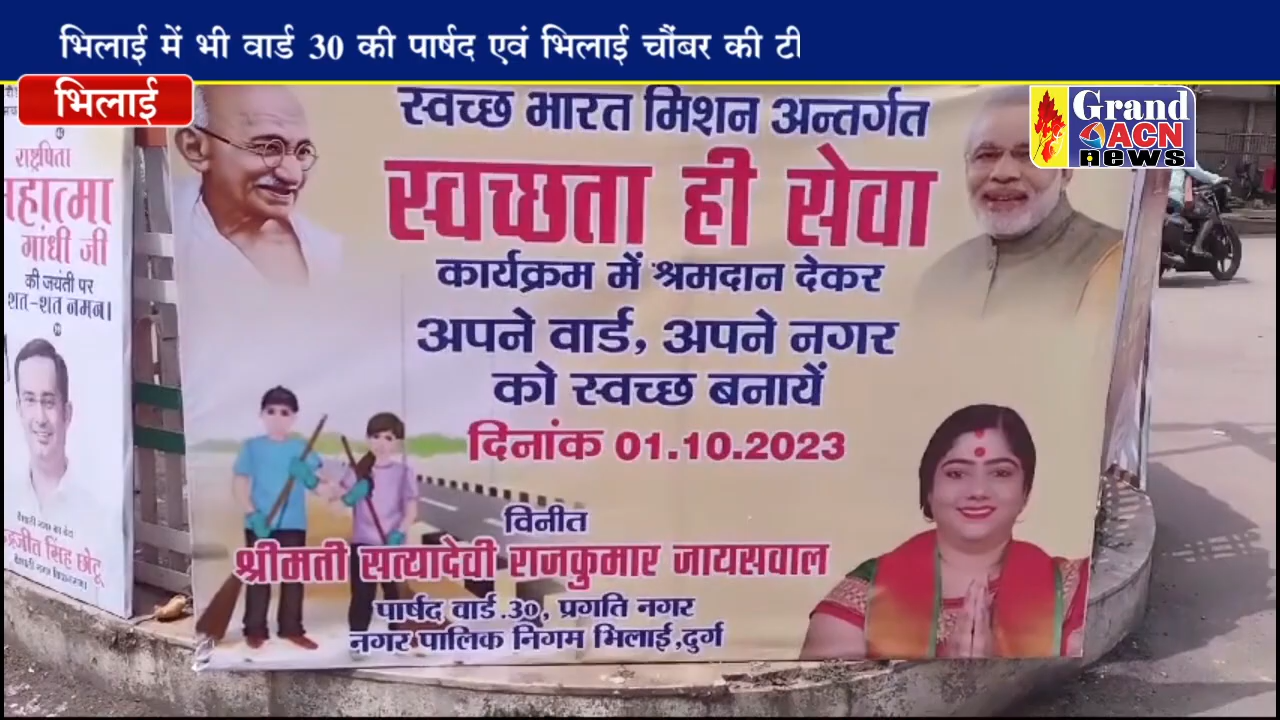 भिलाई में भी वार्ड 30 की पार्षद एवं भिलाई चौंबर की
भिलाई
Grand
ACN
news
राष्ट्रपिता
महात्मा
गांधी जी
की जयंती पर
शत-शत नमन।
स्वच्छ भारत मिशन अन्तर्गत
स्वच्छता ही सेवा
कार्यक्रम में श्रमदान देकर
अपने वार्ड, अपने नगर
को स्वच्छ बनायें
दिनांक 01.10.2023
विनीत
श्रीमती सत्यादेवी राजकुमार जायसवाल
पार्षद वार्ड.30, प्रगति नगर
नगर पालिक निगम भिलाई,दुर्ग
सिंह छोटू